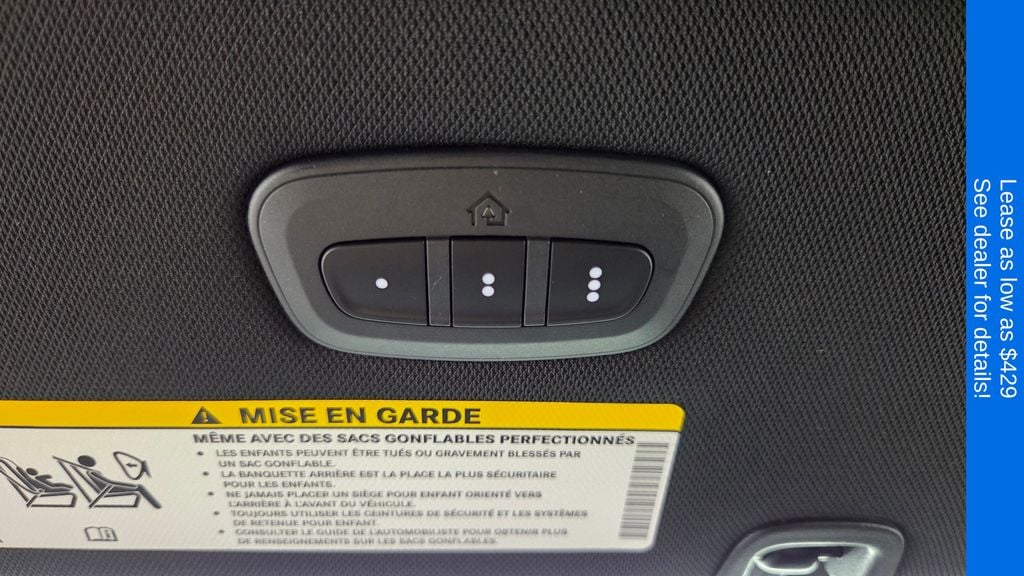 MISE EN GARDE
MÊME AVEC DES SACS GONFLABLES PERFECTIONNÉS
• LES ENFANTS PEUVENT ÊTRE TUÉS OU GRAVEMENT BLESSÉS PAR
UN SAC GONFLABLE.
• LA BANQUETTE ARRIÈRE EST LA PLACE LA PLUS SÉCURITAIRE
POUR LES ENFANTS.
• NE JAMAIS PLACER UN SIÈGE POUR ENFANT ORIENTÉ VERS
L'ARRIÈRE À L'AVANT DU VÉHICULE.
• TOUJOURS UTILISER LES CEINTURES DE SÉCURITÉ ET LES SYSTÈMES
DE RETENUE POUR ENFANT.
• CONSULTER LE GUIDE DE L'AUTOMOBILISTE POUR OBTENIR PLUS
DE RENSEIGNEMENTS SUR LES SACS GONFLABLES.
Lease as low as $429
See dealer for details!